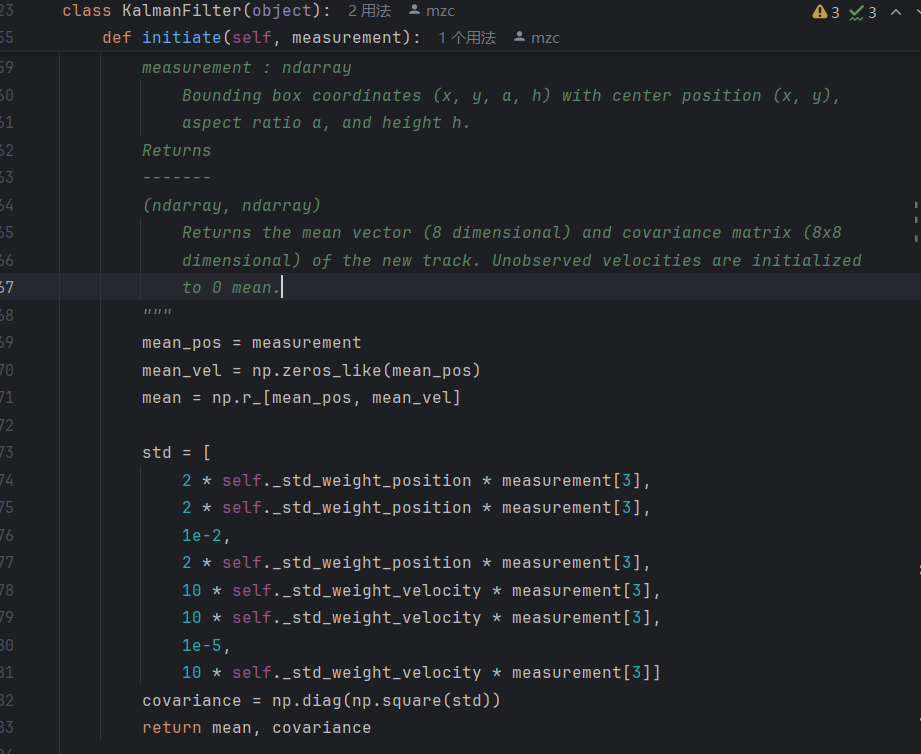 23 class KalmanFilter(object): 2 用法 mzc 3 3
55 def initiate(self, measurement): 1 个用法 mzc
59 measurement : ndarray
60 Bounding box coordinates (x, y, a, h) with center position (x, y),
61 aspect ratio a, and height h.
62 Returns
63 -------
64 (ndarray, ndarray)
65 Returns the mean vector (8 dimensional) and covariance matrix (8x8
66 dimensional) of the new track. Unobserved velocities are initialized
67 to 0 mean.
68 """
69 mean_pos = measurement
70 mean_vel = np.zeros_like(mean_pos)
71 mean = np.r_[mean_pos, mean_vel]
72
73 std = [
74 2 * self._std_weight_position * measurement[3],
75 2 * self._std_weight_position * measurement[3],
76 1e-2,
77 2 * self._std_weight_position * measurement[3],
78 10 * self._std_weight_velocity * measurement[3],
79 10 * self._std_weight_velocity * measurement[3],
80 1e-5,
81 10 * self._std_weight_velocity * measurement[3]]
82 covariance = np.diag(np.square(std))
83 return mean, covariance